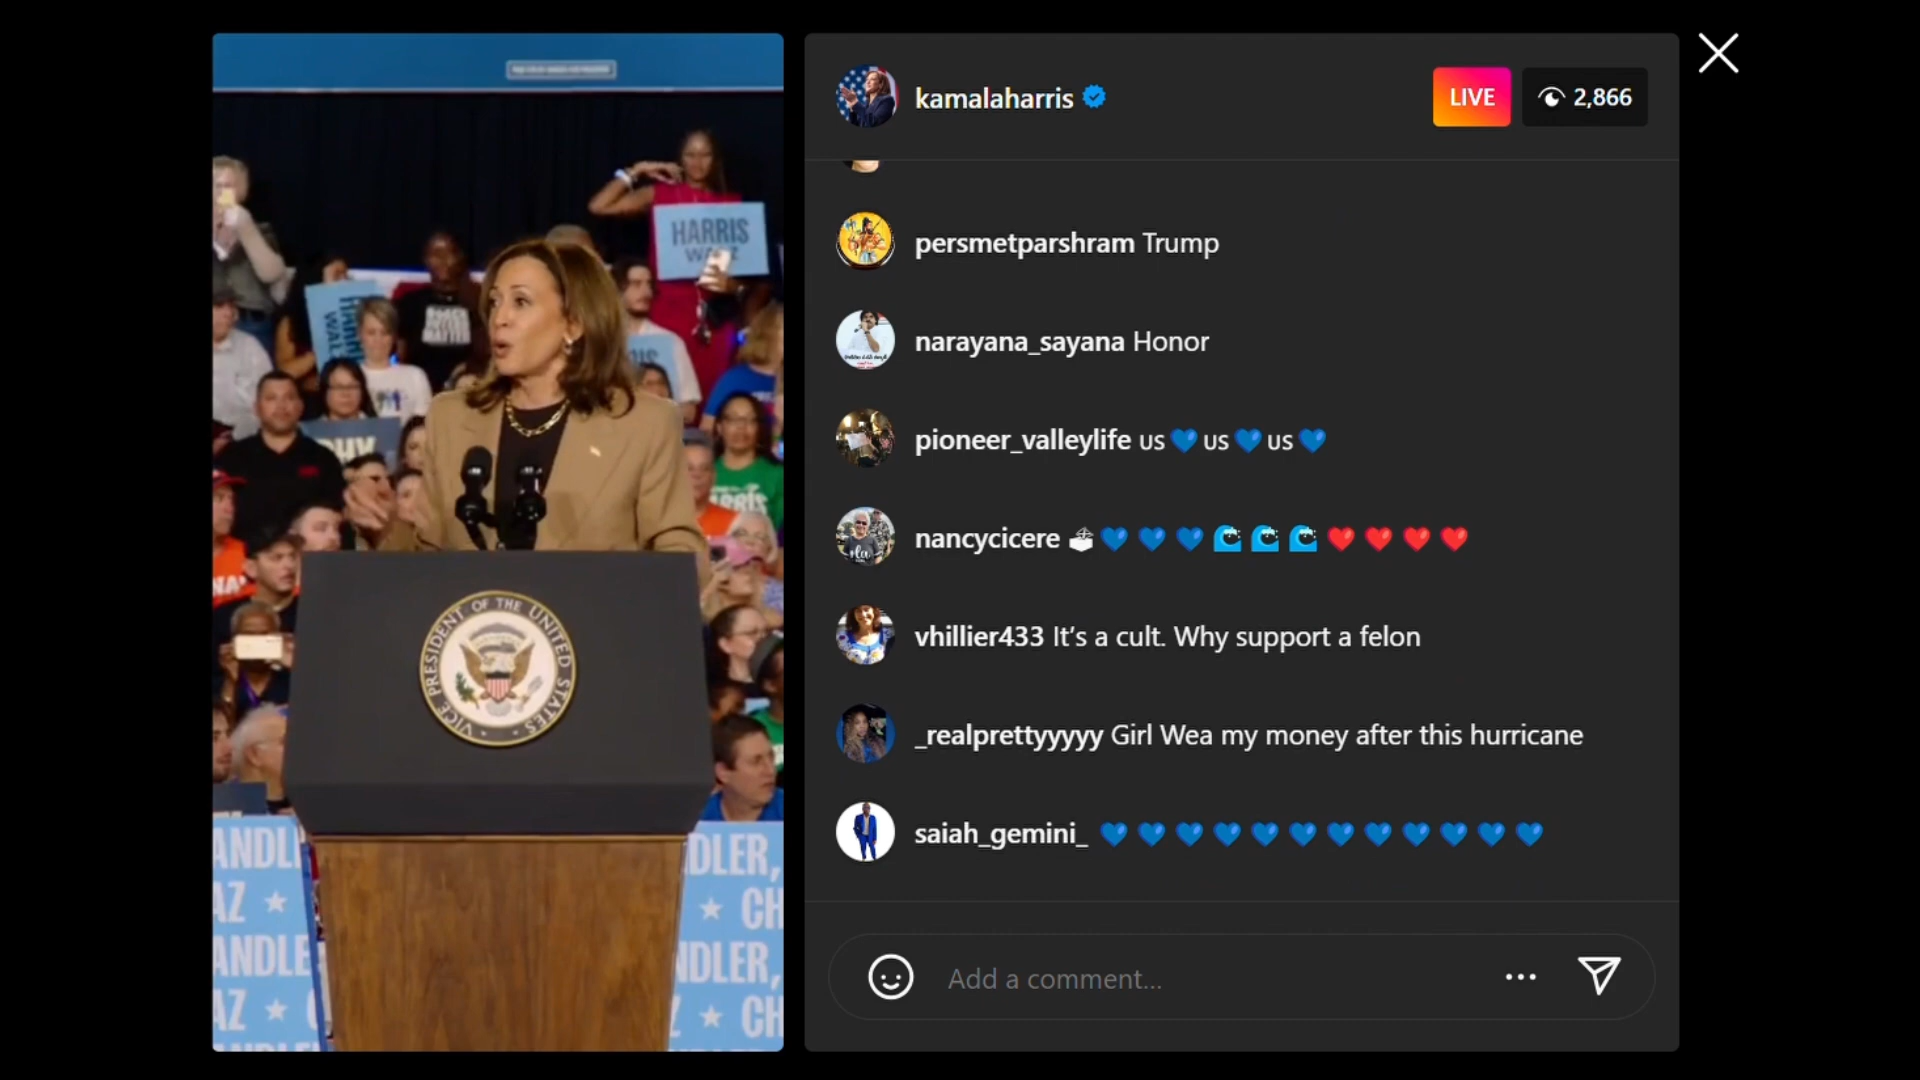 HARRIS
VICE PRESIDENT OF THE UNITED STATES
ANDL
DLER,
AZ ★
★ CH
ANDLE
NDLER,
AZ ★
★ CH
kamalaharris
LIVE
2,866
persmetparshram Trump
narayana_sayana Honor
pioneer_valleylife us💙us💙us💙
nancycicere 🗳💙💙💙🌊🌊🌊❤️❤️❤️❤️
vhillier433 It's a cult. Why support a felon
_realprettyyyyy Girl Wea my money after this hurricane
saiah_gemini_ 💙💙💙💙💙💙💙💙💙💙💙💙
Add a comment...